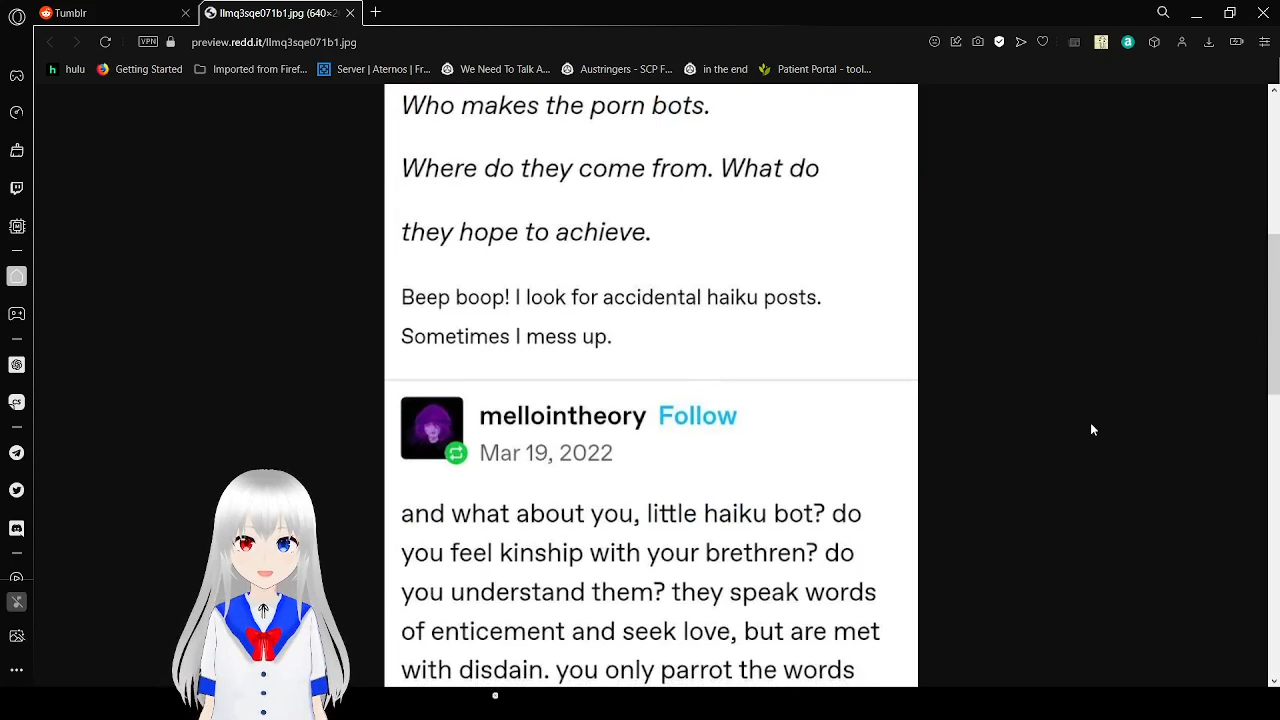 Tumblr
llmq3sqe071b1.jpg (640×2
VPN
preview.redd.it/llmq3sqe071b1.jpg
hulu
Getting Started
Imported from Firef...
Server | Aternos | Fr...
We Need To Talk A...
Austringers - SCP F...
in the end
Patient Portal - tool...
Who makes the porn bots.
Where do they come from. What do
they hope to achieve.
Beep boop! I look for accidental haiku posts.
Sometimes I mess up.
mellointheory Follow
Mar 19, 2022
and what about you, little haiku bot? do
you feel kinship with your brethren? do
you understand them? they speak words
of enticement and seek love, but are met
with disdain. you only parrot the words